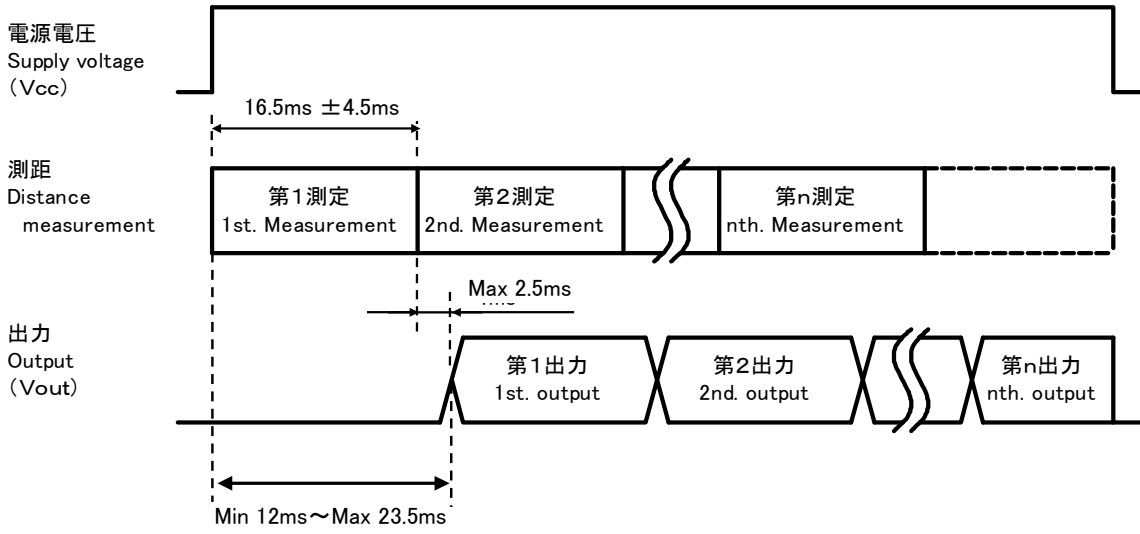 電源電圧
Supply voltage
(Vcc)
16.5ms ±4.5ms
測距
Distance
measurement
第1測定
1st. Measurement
第2測定
2nd. Measurement
第n測定
nth. Measurement
Max 2.5ms
出力
Output
(Vout)
第1出力
1st. output
第2出力
2nd. output
第n出力
nth. output
Min 12ms～Max 23.5ms